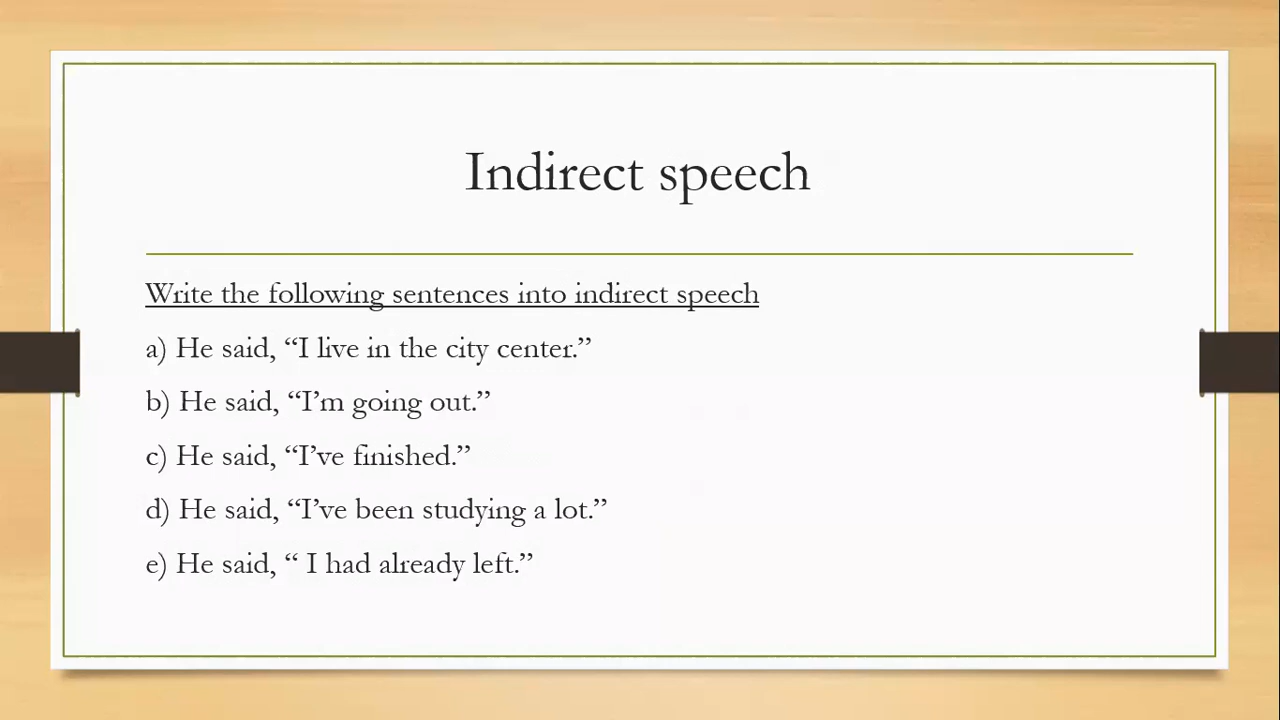 Indirect speech
Write the following sentences into indirect speech
a) He said, “I live in the city center.”
b) He said, “I’m going out.”
c) He said, “I’ve finished.”
d) He said, “I’ve been studying a lot.”
e) He said, “ I had already left.”